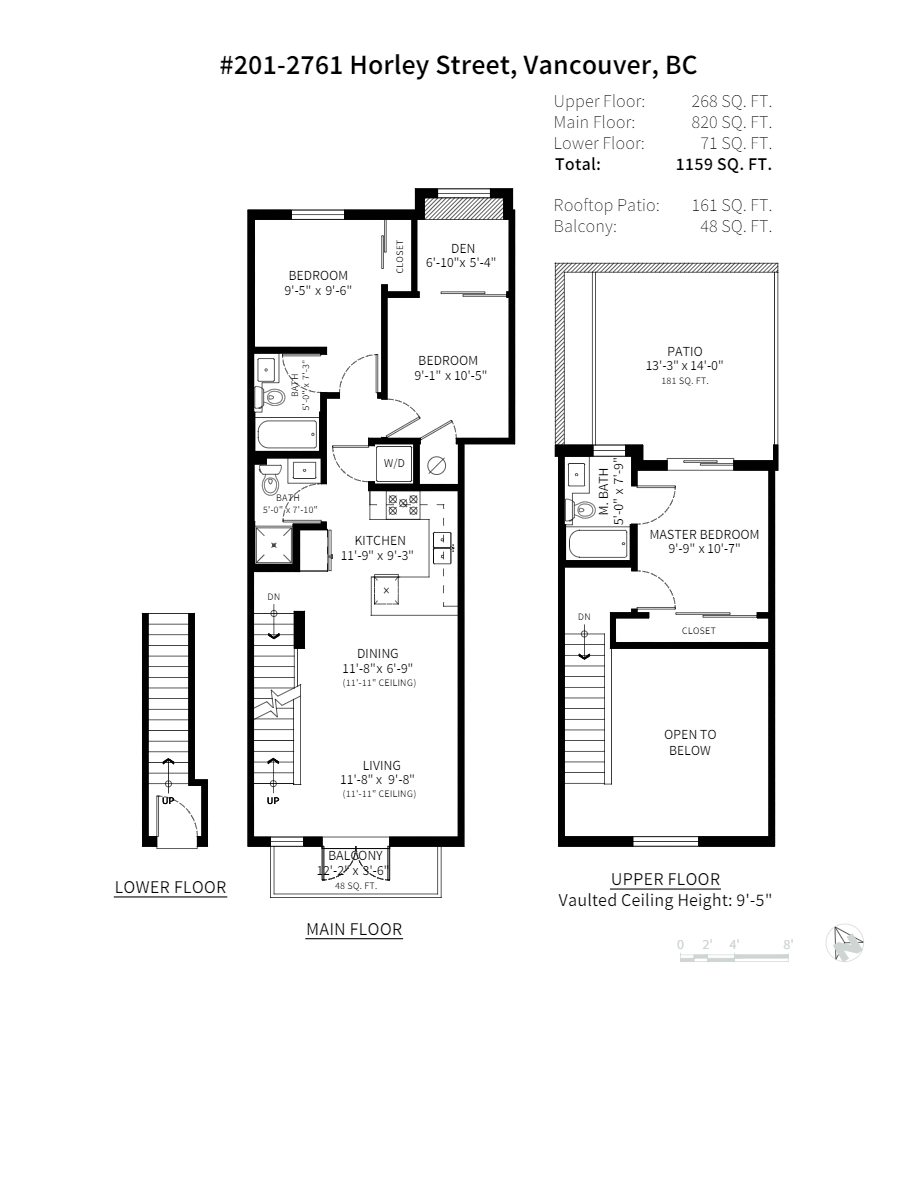 #201-2761 Horley Street, Vancouver, BC
Upper Floor: 268 SQ. FT.
Main Floor: 820 SQ. FT.
Lower Floor: 71 SQ. FT.
Total: 1159 SQ. FT.
Rooftop Patio: 161 SQ. FT.
Balcony: 48 SQ. FT.
UP
LOWER FLOOR
BEDROOM
9'-5" x 9'-6"
CLOSET
DEN
6'-10"x 5'-4"
BEDROOM
9'-1" x 10'-5"
BATH
5'-0" x 7'-3"
W/D
BATH
5'-0" x 7'-10"
KITCHEN
11'-9" x 9'-3"
DN
DINING
11'-8"x 6'-9"
(11'-11" CEILING)
LIVING
11'-8" x 9'-8"
(11'-11" CEILING)
UP
BALCONY
12'-2" x 3'-6"
48 SQ. FT.
MAIN FLOOR
PATIO
13'-3" x 14'-0"
181 SQ. FT.
M. BATH
5'-0" x 7'-9"
MASTER BEDROOM
9'-9" x 10'-7"
DN
CLOSET
OPEN TO
BELOW
UPPER FLOOR
Vaulted Ceiling Height: 9'-5"
0 2' 4' 8'